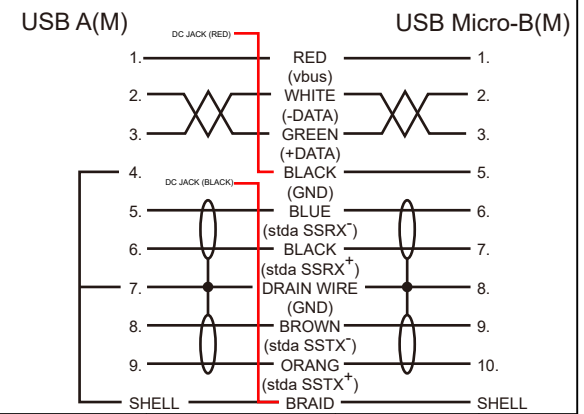 USB A(M) USB Micro-B(M)
DC JACK (RED)
1. RED 1.
(vbus)
2. WHITE 2.
(-DATA)
3. GREEN 3.
(+DATA)
4. BLACK 5.
DC JACK (BLACK)
(GND)
5. BLUE 6.
(stda SSRX-)
6. BLACK 7.
(stda SSRX+)
7. DRAIN WIRE 8.
(GND)
8. BROWN 9.
(stda SSTX-)
9. ORANG 10.
(stda SSTX+)
SHELL BRAID SHELL